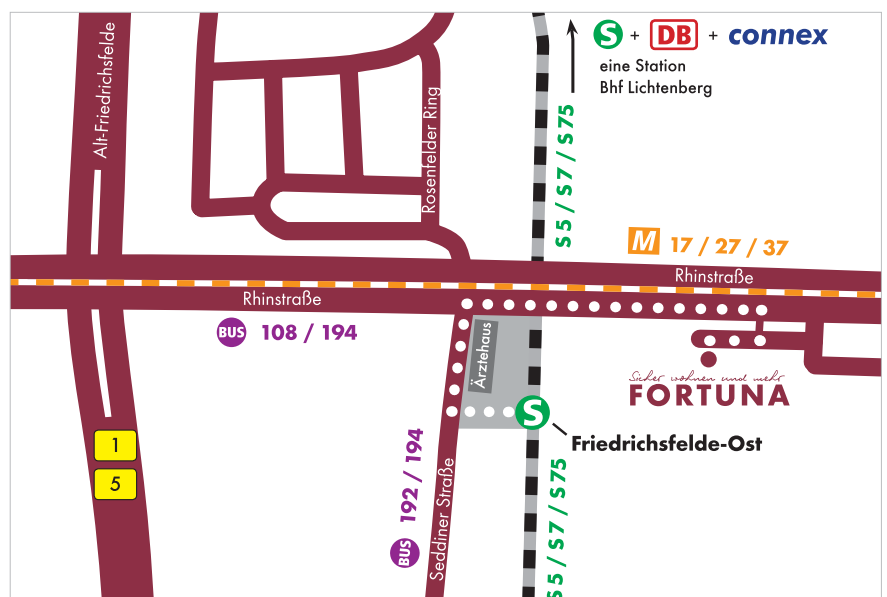 S + DB + connex
eine Station
Bhf Lichtenberg
Alt-Friedrichsfelde
Rosenfelder Ring
S 5 / S 7 / S 75
M 17 / 27 / 37
Rhinstraße
Rhinstraße
BUS 108 / 194
Ärztehaus
Sicher wohnen und mehr
FORTUNA
S
Friedrichsfelde-Ost
1
5
BUS 192 / 194
Seddiner Straße
S 5 / S 7 / S 75